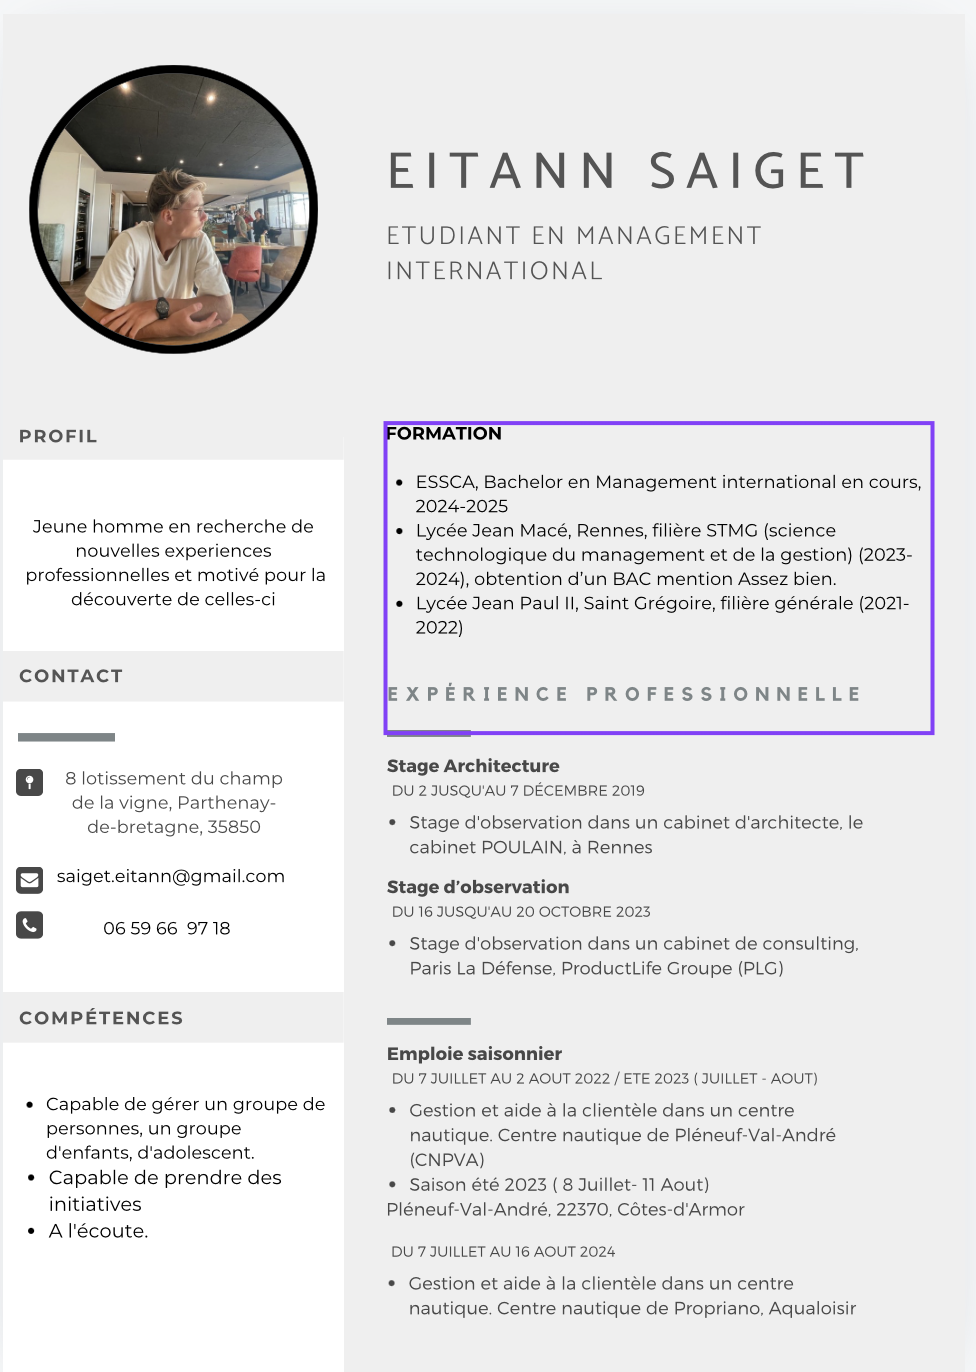 EITANN SAIGET
ETUDIANT EN MANAGEMENT
INTERNATIONAL
PROFIL
Jeune homme en recherche de
nouvelles experiences
professionnelles et motivé pour la
découverte de celles-ci
CONTACT
8 lotissement du champ
de la vigne, Parthenay-
de-bretagne, 35850
saiget.eitann@gmail.com
06 59 66  97 18
COMPÉTENCES
• Capable de gérer un groupe de
personnes, un groupe
d'enfants, d'adolescent.
• Capable de prendre des
initiatives
• A l'écoute.
FORMATION
• ESSCA, Bachelor en Management international en cours,
2024-2025
• Lycée Jean Macé, Rennes, filière STMG (science
technologique du management et de la gestion) (2023-
2024), obtention d’un BAC mention Assez bien.
• Lycée Jean Paul II, Saint Grégoire, filière générale (2021-
2022)
EXPÉRIENCE PROFESSIONNELLE
Stage Architecture
DU 2 JUSQU'AU 7 DÉCEMBRE 2019
• Stage d'observation dans un cabinet d'architecte, le
cabinet POULAIN, à Rennes
Stage d’observation
DU 16 JUSQU'AU 20 OCTOBRE 2023
• Stage d'observation dans un cabinet de consulting,
Paris La Défense, ProductLife Groupe (PLG)
Emploie saisonnier
DU 7 JUILLET AU 2 AOUT 2022 / ETE 2023 ( JUILLET - AOUT)
• Gestion et aide à la clientèle dans un centre
nautique. Centre nautique de Pléneuf-Val-André
(CNPVA)
• Saison été 2023 ( 8 Juillet- 11 Aout)
Pléneuf-Val-André, 22370, Côtes-d'Armor
DU 7 JUILLET AU 16 AOUT 2024
• Gestion et aide à la clientèle dans un centre
nautique. Centre nautique de Propriano, Aqualoisir